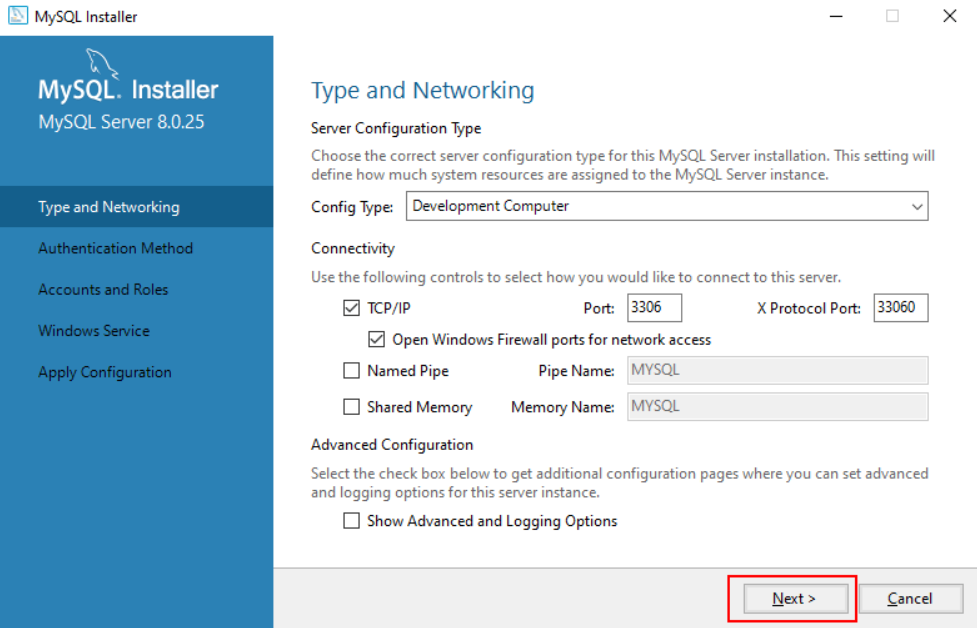 MySQL Installer
MySQL. Installer
MySQL Server 8.0.25
Type and Networking
Authentication Method
Accounts and Roles
Windows Service
Apply Configuration
Type and Networking
Server Configuration Type
Choose the correct server configuration type for this MySQL Server installation. This setting will
define how much system resources are assigned to the MySQL Server instance.
Config Type: Development Computer
Connectivity
Use the following controls to select how you would like to connect to this server.
TCP/IP Port: 3306 X Protocol Port: 33060
Open Windows Firewall ports for network access
Named Pipe Pipe Name: MYSQL
Shared Memory Memory Name: MYSQL
Advanced Configuration
Select the check box below to get additional configuration pages where you can set advanced
and logging options for this server instance.
Show Advanced and Logging Options
Next > Cancel